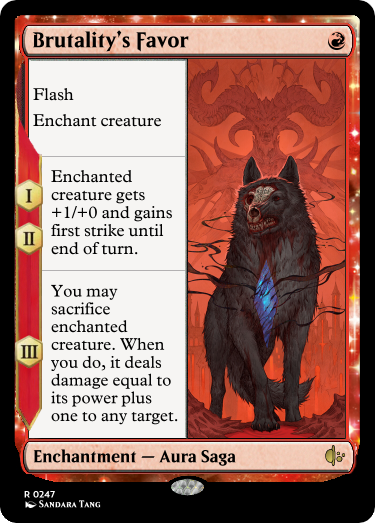 Brutality's Favor
Flash
Enchant creature
I
II
Enchanted
creature gets
+1/+0 and gains
first strike until
end of turn.
III
You may
sacrifice
enchanted
creature. When
you do, it deals
damage equal to
its power plus
one to any target.
Enchantment — Aura Saga
R 0247
Sandara Tang